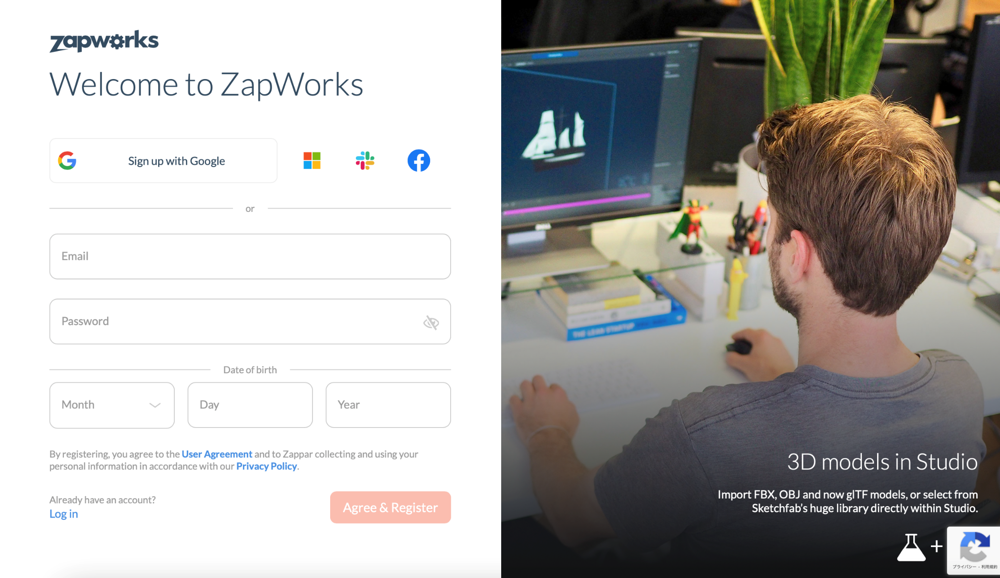 zapworks
Welcome to ZapWorks
Sign up with Google
or
Email
Password
Date of birth
Month
Day
Year
By registering, you agree to the User Agreement and to Zappar collecting and using your
personal information in accordance with our Privacy Policy.
Already have an account?
Log in
Agree & Register
DELL
THE LEAN STARTUP
3D models in Studio
Import FBX, OBJ and now glTF models, or select from
Sketchfab's huge library directly within Studio.
+
プライバシー - 利用規約